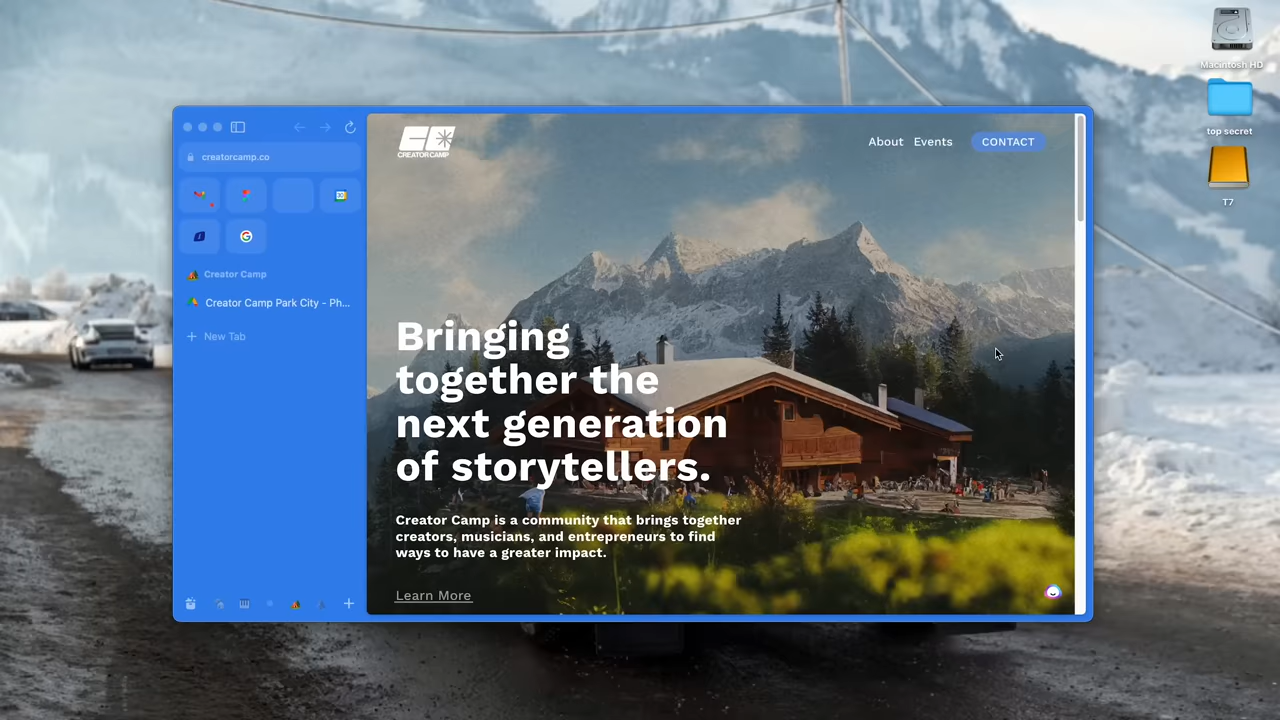 Macintosh HD
top secret
T7
creatorcamp.co
Creator Camp
Creator Camp Park City - Ph...
New Tab
CREATOR CAMP
About Events CONTACT
Bringing
together the
next generation
of storytellers.
Creator Camp is a community that brings together
creators, musicians, and entrepreneurs to find
ways to have a greater impact.
Learn More